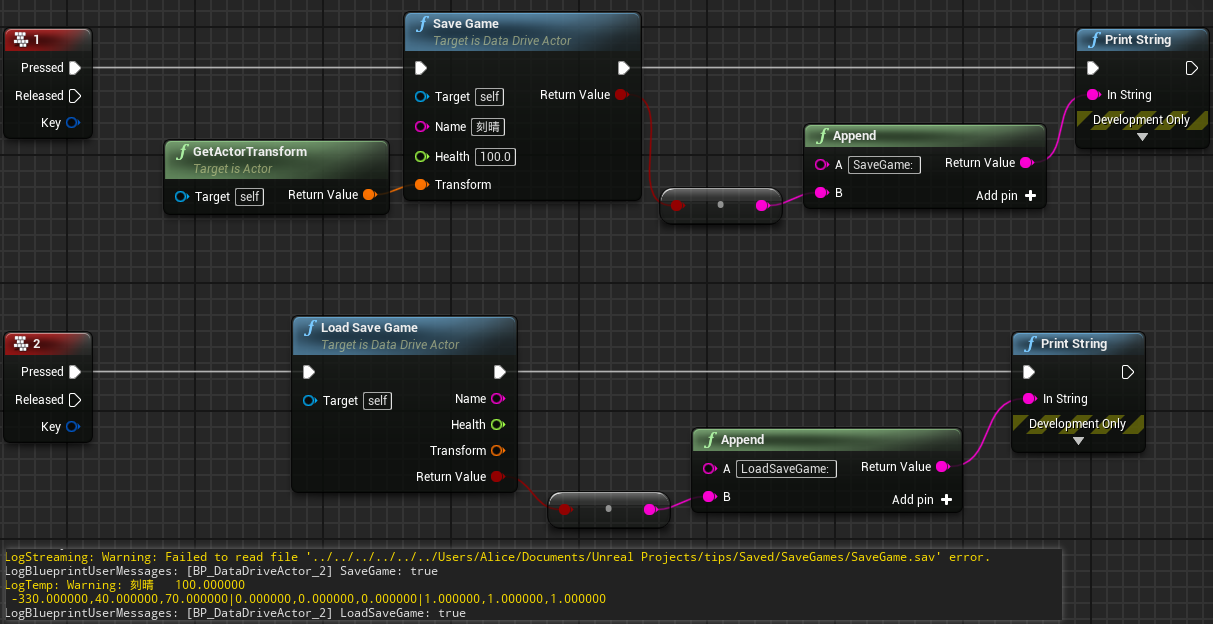 1
Pressed
Released
Key
GetActorTransform
Target is Actor
Target self
Return Value
Save Game
Target is Data Drive Actor
Target self
Return Value
Name 刻晴
Health 100.0
Transform
Append
A SaveGame:
Return Value
B
Add pin
Print String
In String
Development Only
2
Pressed
Released
Key
Load Save Game
Target is Data Drive Actor
Target self
Name
Health
Transform
Return Value
Append
A LoadSaveGame:
Return Value
B
Add pin
Print String
In String
Development Only
LogStreaming: Warning: Failed to read file '../../../../../../Users/Alice/Documents/Unreal Projects/tips/Saved/SaveGames/SaveGame.sav' error.
LogBlueprintUserMessages: [BP_DataDriveActor_2] SaveGame: true
LogTemp: Warning: 刻晴 100.000000
-330.000000,40.000000,70.000000|0.000000,0.000000,0.000000|1.000000,1.000000,1.000000
LogBlueprintUserMessages: [BP_DataDriveActor_2] LoadSaveGame: true